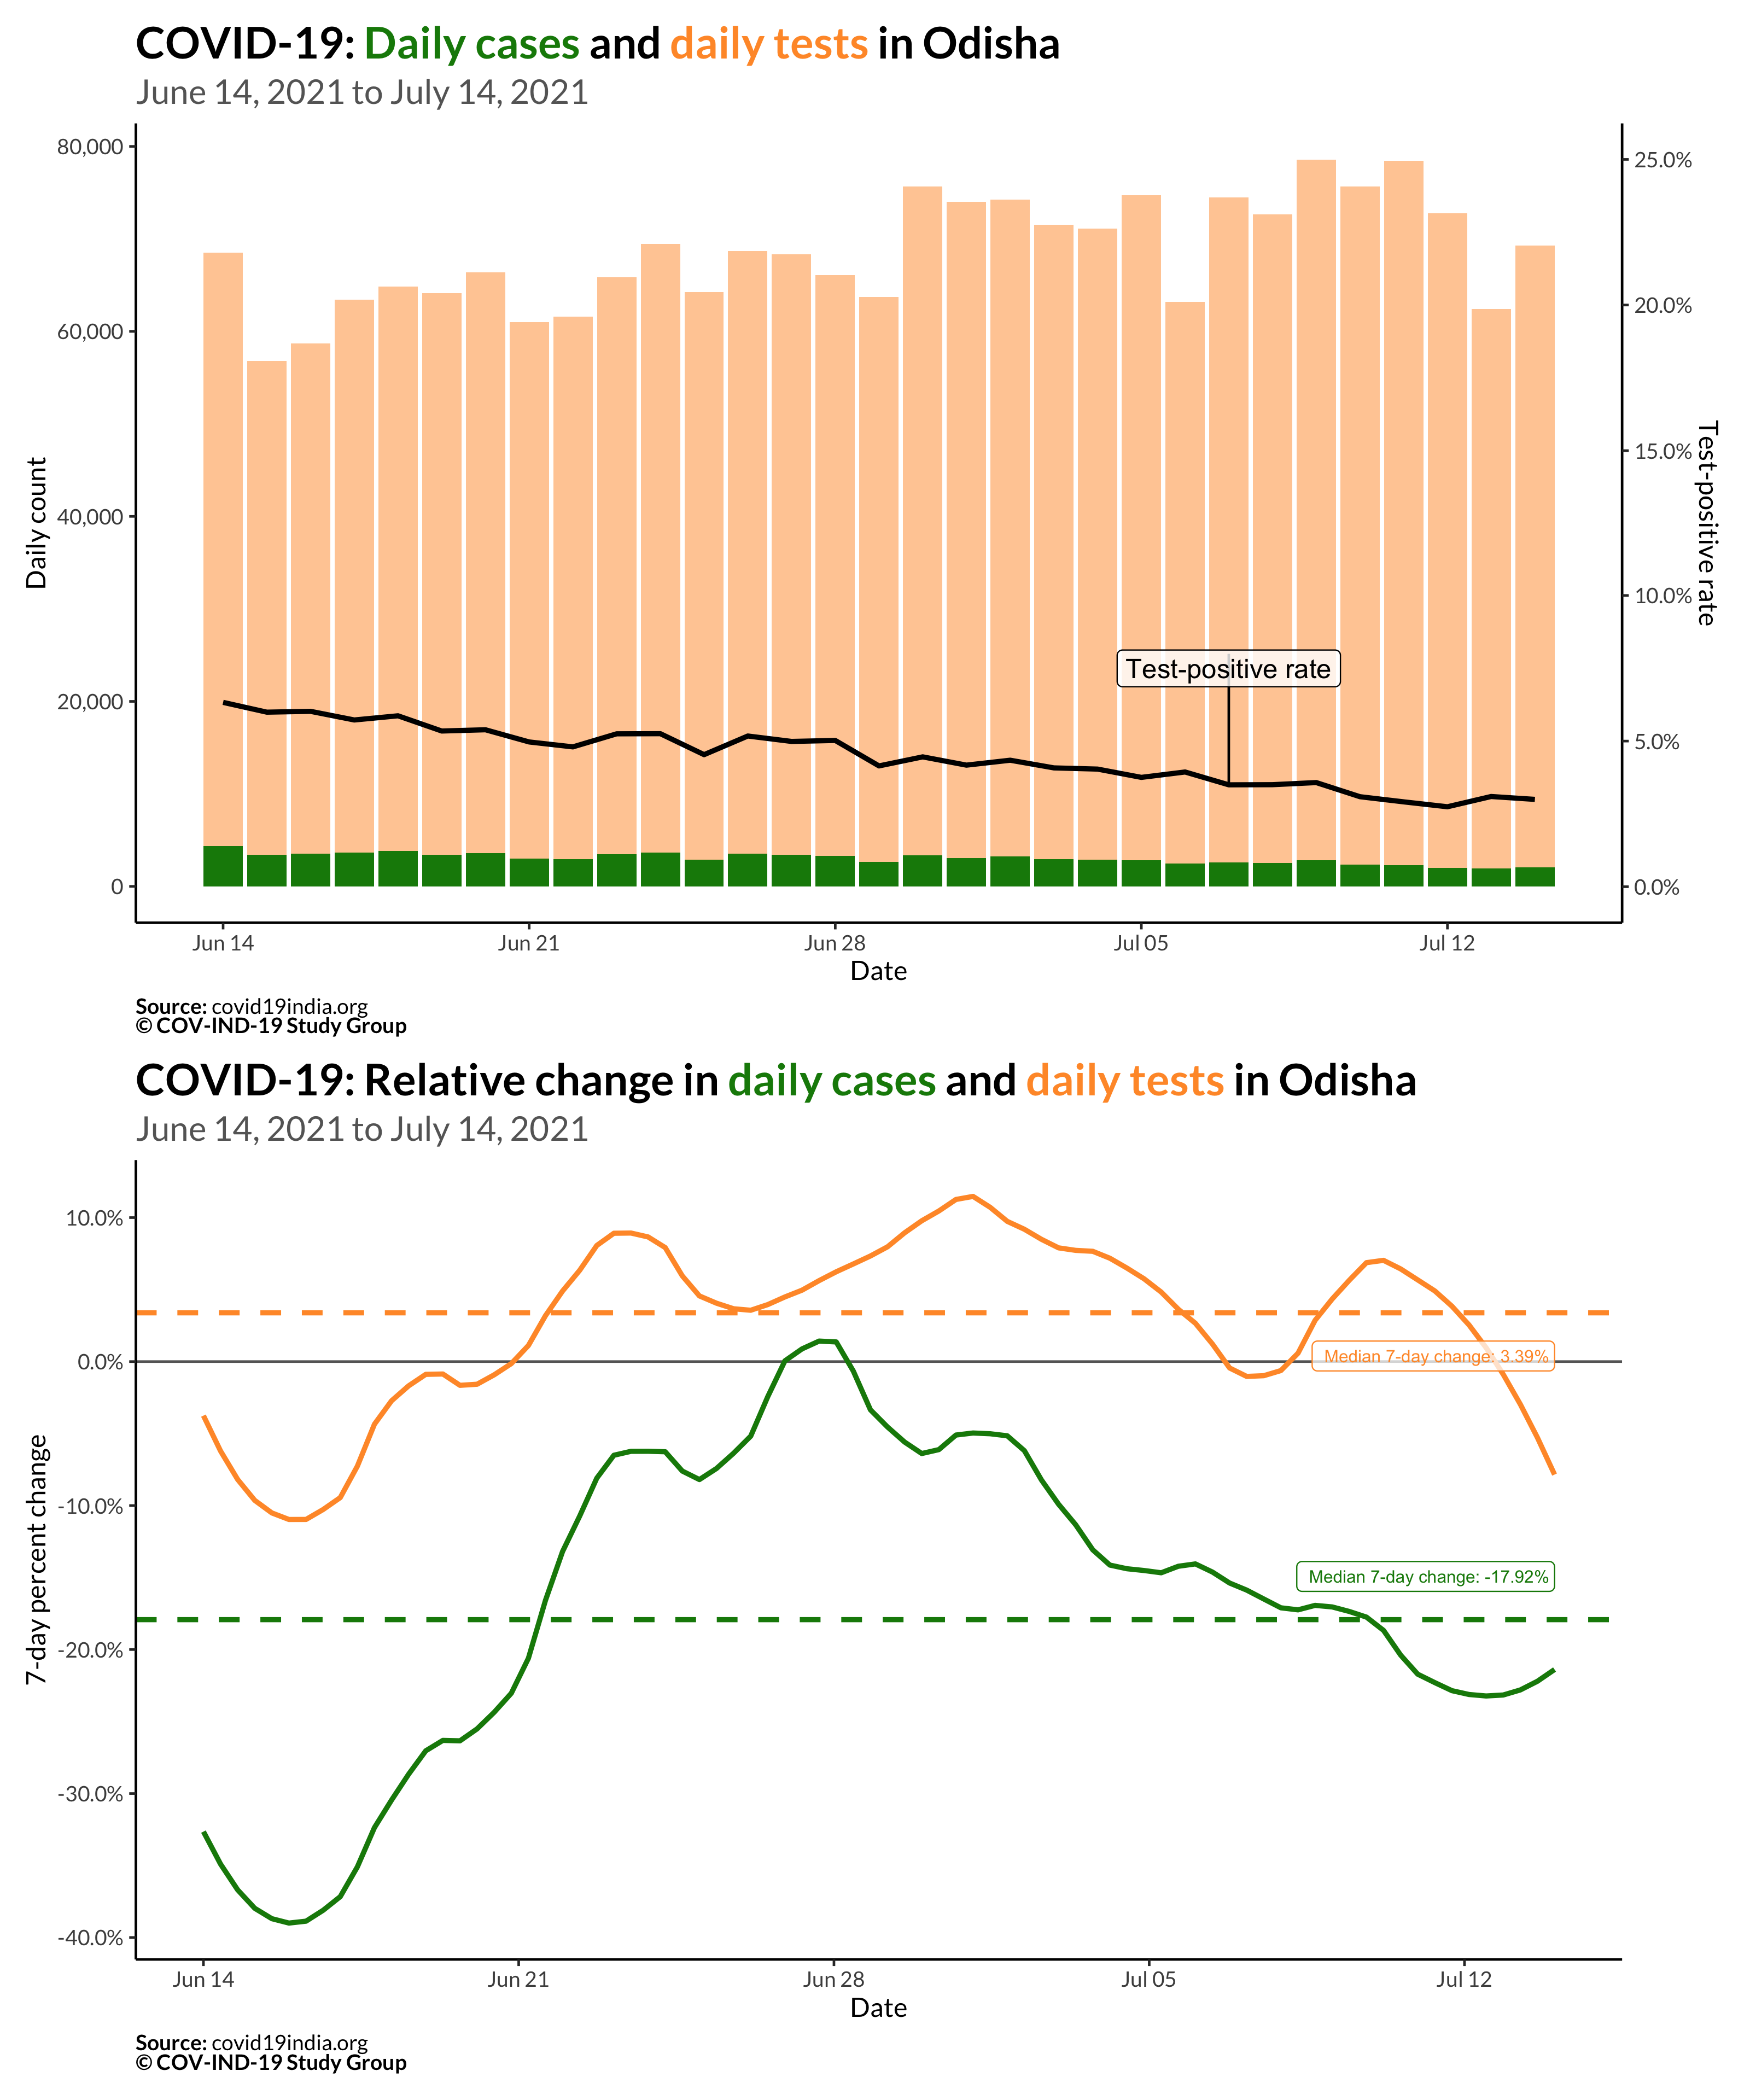 COVID-19: Daily cases and daily tests in Odisha
June 14, 2021 to July 14, 2021
80,000
60,000
40,000
20,000
0
Daily count
25.0%
20.0%
15.0%
10.0%
5.0%
0.0%
Test-positive rate
Test-positive rate
Jun 14
Jun 21
Jun 28
Jul 05
Jul 12
Date
Source: covid19india.org
© COV-IND-19 Study Group
COVID-19: Relative change in daily cases and daily tests in Odisha
June 14, 2021 to July 14, 2021
10.0%
0.0%
-10.0%
-20.0%
-30.0%
-40.0%
7-day percent change
Median 7-day change: 3.39%
Median 7-day change: -17.92%
Jun 14
Jun 21
Jun 28
Jul 05
Jul 12
Date
Source: covid19india.org
© COV-IND-19 Study Group